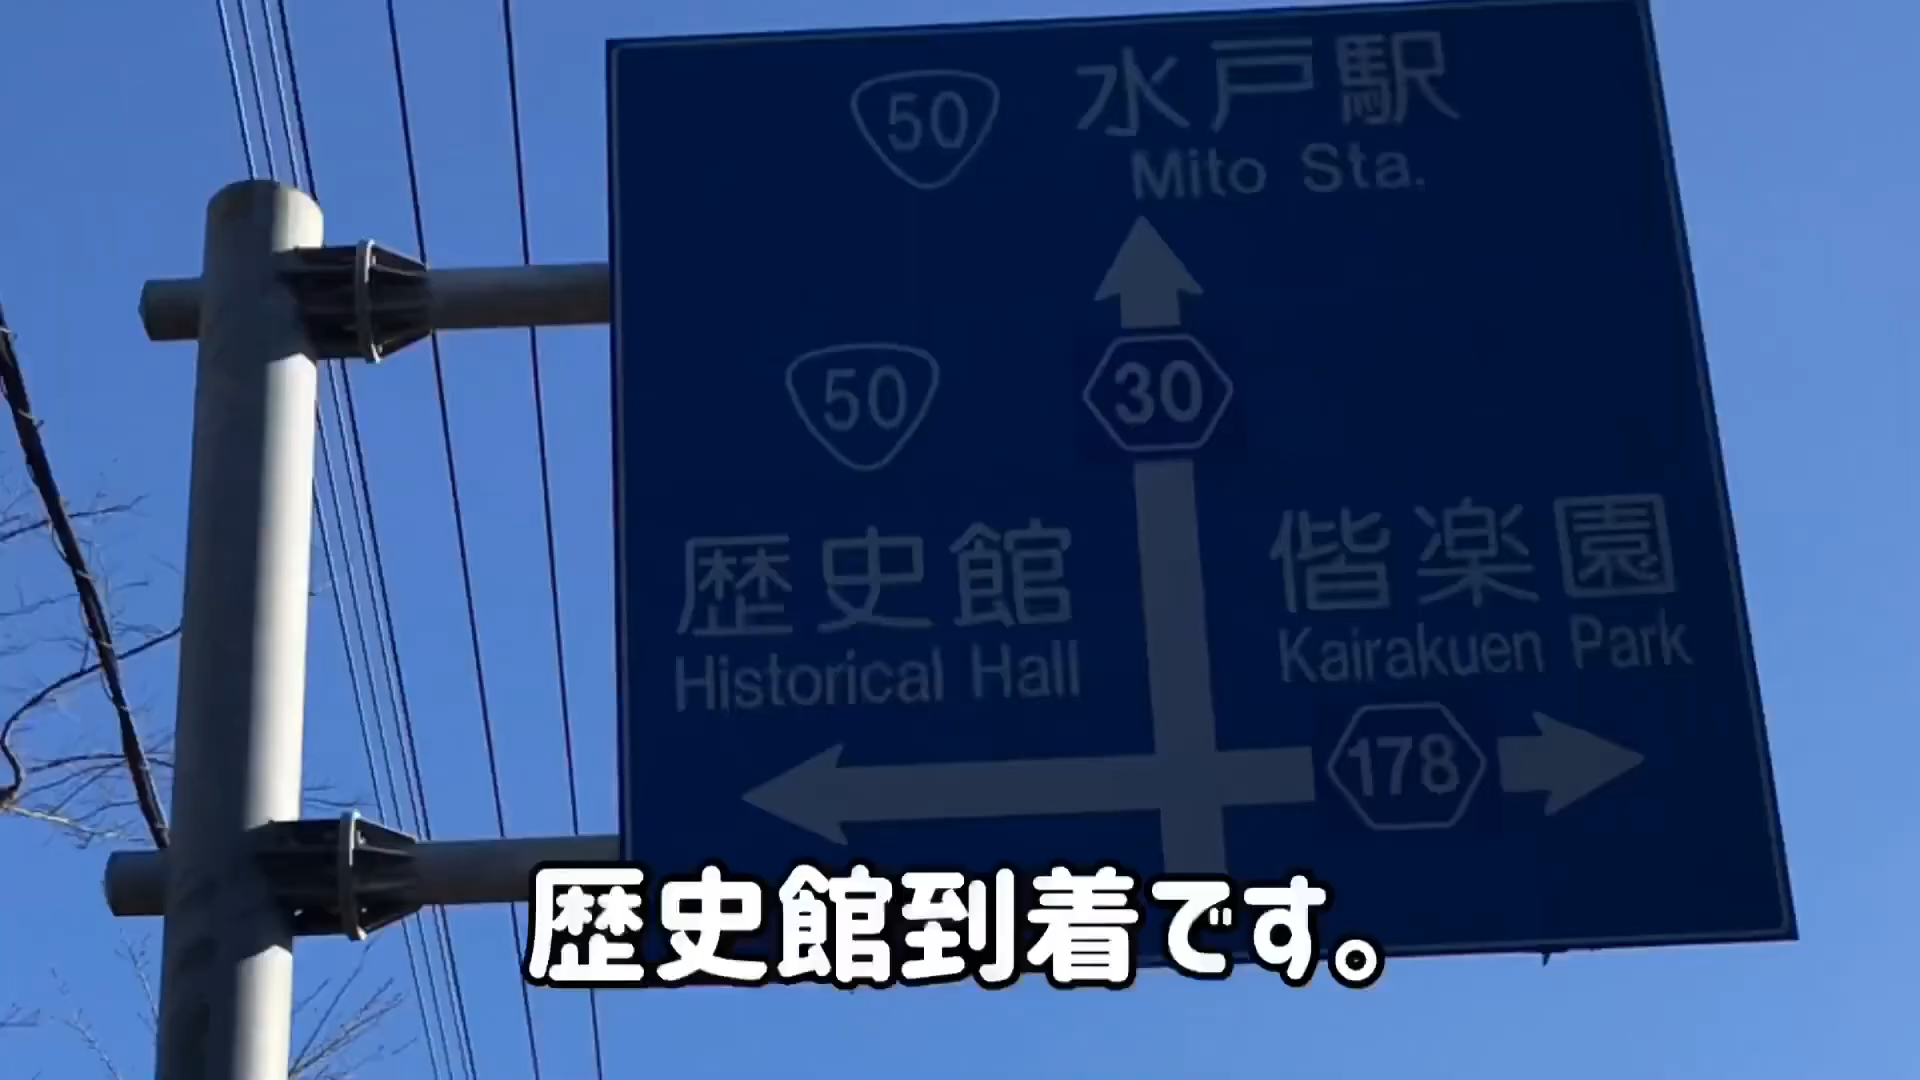 50 水戸駅
Mito Sta.
50
30
歴史館
Historical Hall
偕楽園
Kairakuen Park
178
歴史館到着です。